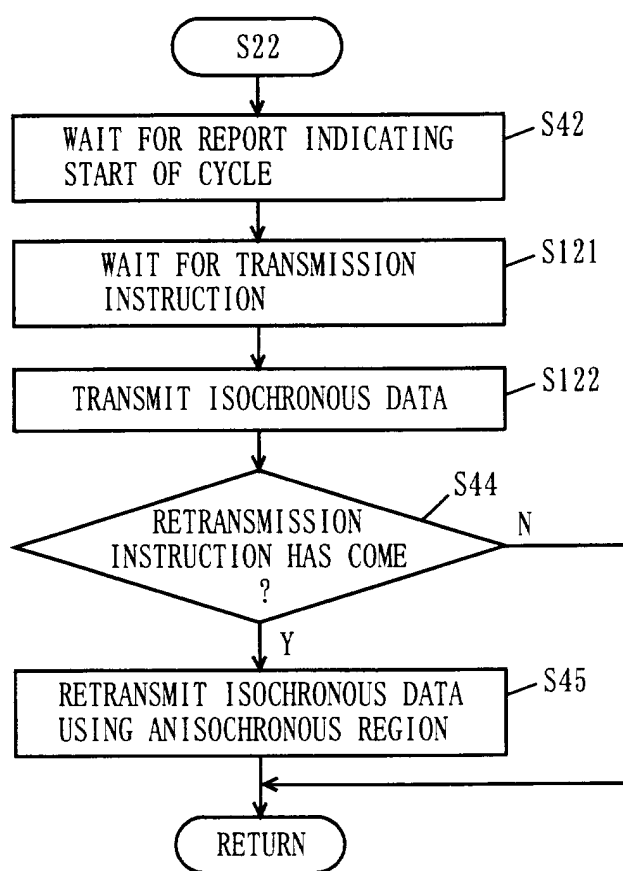 S22
WAIT FOR REPORT INDICATING
START OF CYCLE
S42
WAIT FOR TRANSMISSION
INSTRUCTION
S121
TRANSMIT ISOCHRONOUS DATA
S122
RETRANSMISSION
INSTRUCTION HAS COME
?
S44
N
Y
RETRANSMIT ISOCHRONOUS DATA
USING ANISOCHRONOUS REGION
S45
RETURN